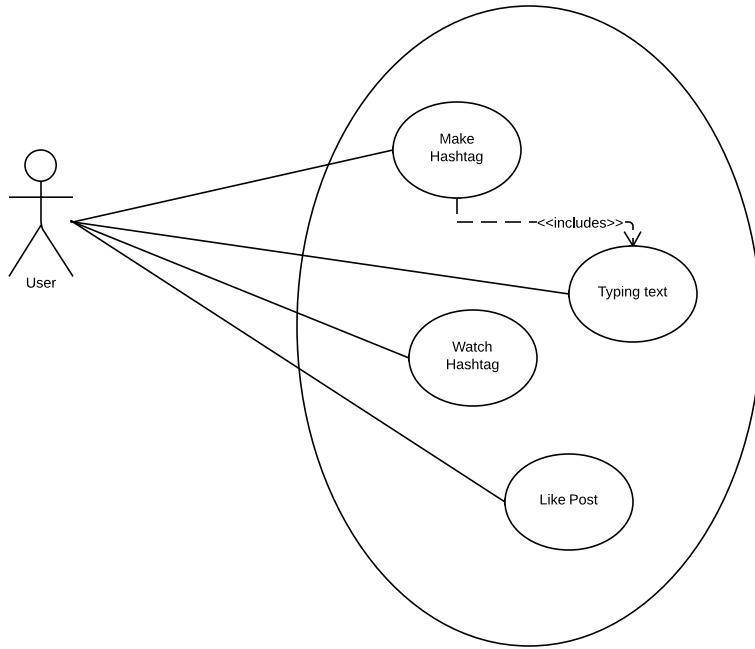 Make
Hashtag
<<includes>>
User
Typing text
Watch
Hashtag
Like Post